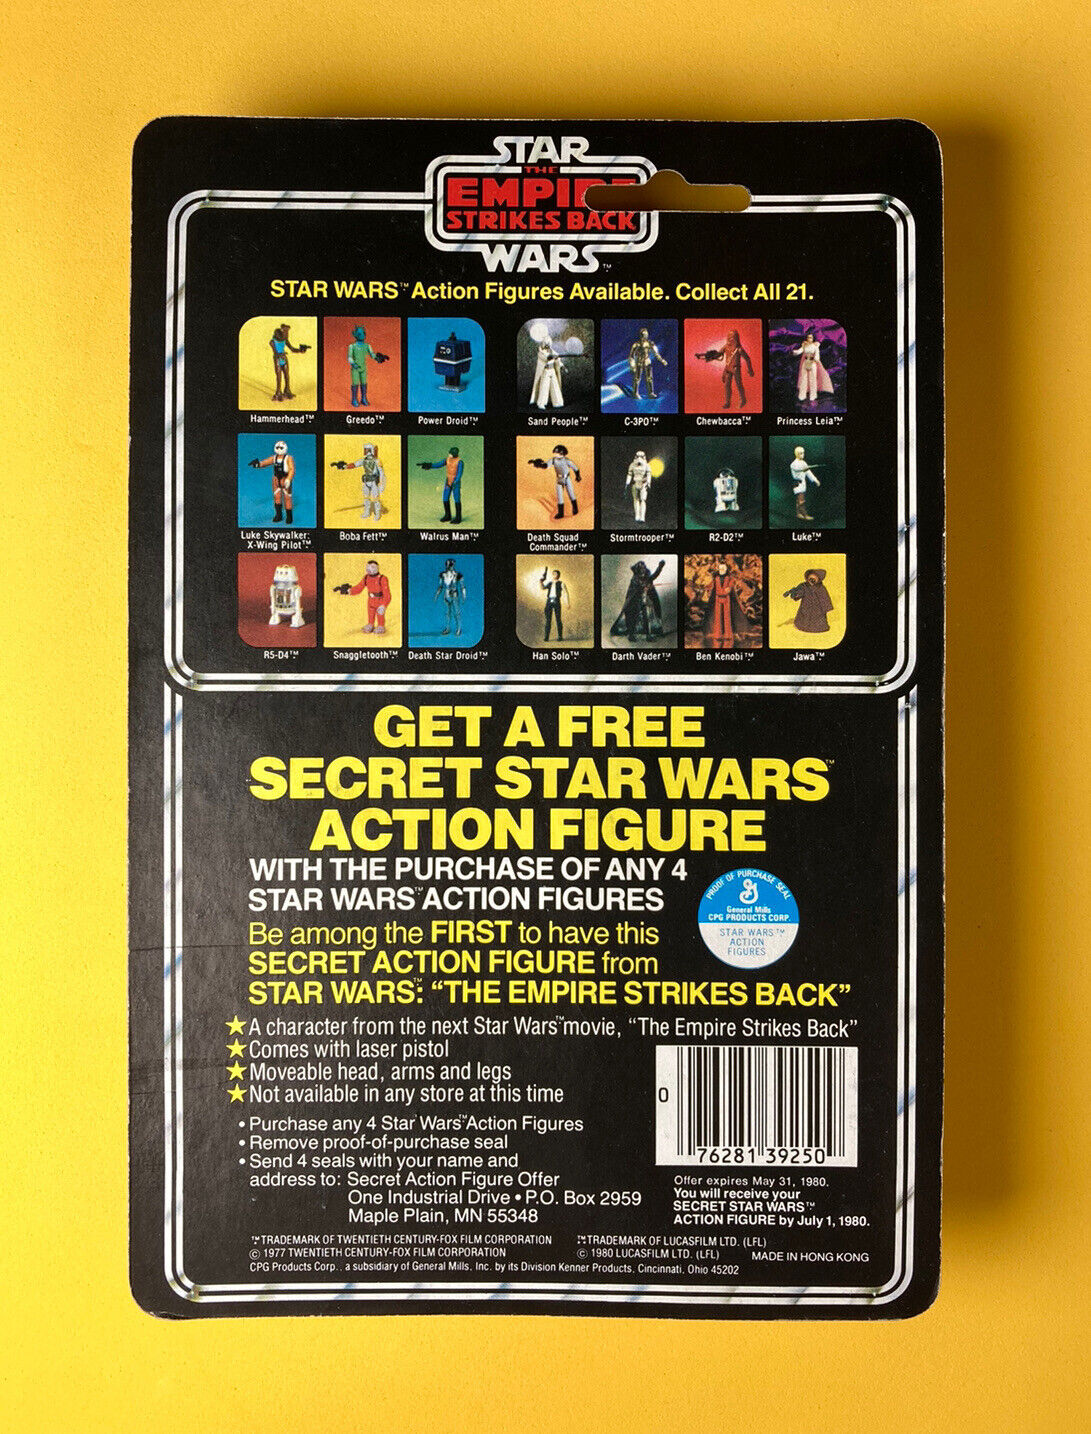 STAR
THE
EMPI
STRIKES BACK
WARS™
STAR WARS™ Action Figures Available. Collect All 21.
Hammerhead™ Greedo™ Power Droid™ Sand People™ C-3PO™ Chewbacca™ Princess Leia™
Luke Skywalker: Boba Fett™ Walrus Man™ Death Squad Stormtrooper™ R2-D2™ Luke™
X-Wing Pilot™ Commander™
R5-D4™ Snaggletooth™ Death Star Droid™ Han Solo™ Darth Vader™ Ben Kenobi™ Jawa™
GET A FREE
SECRET STAR WARS™
ACTION FIGURE
WITH THE PURCHASE OF ANY 4
STAR WARS™ ACTION FIGURES
PROOF OF PURCHASE SEAL
General Mills
CPG PRODUCTS CORP.
STAR WARS™
ACTION
FIGURES
Be among the FIRST to have this
SECRET ACTION FIGURE from
STAR WARS™: "THE EMPIRE STRIKES BACK"
★A character from the next Star Wars™ movie, "The Empire Strikes Back"
★Comes with laser pistol
★Moveable head, arms and legs
★Not available in any store at this time
• Purchase any 4 Star Wars™ Action Figures
• Remove proof-of-purchase seal
• Send 4 seals with your name and
address to: Secret Action Figure Offer
One Industrial Drive • P.O. Box 2959
Maple Plain, MN 55348
0 76281 39250
Offer expires May 31, 1980.
You will receive your
SECRET STAR WARS™
ACTION FIGURE by July 1, 1980.
™TRADEMARK OF TWENTIETH CENTURY-FOX FILM CORPORATION ™TRADEMARK OF LUCASFILM LTD. (LFL)
© 1977 TWENTIETH CENTURY-FOX FILM CORPORATION © 1980 LUCASFILM LTD. (LFL) MADE IN HONG KONG
CPG Products Corp., a subsidiary of General Mills, Inc. by its Division Kenner Products, Cincinnati, Ohio 45202